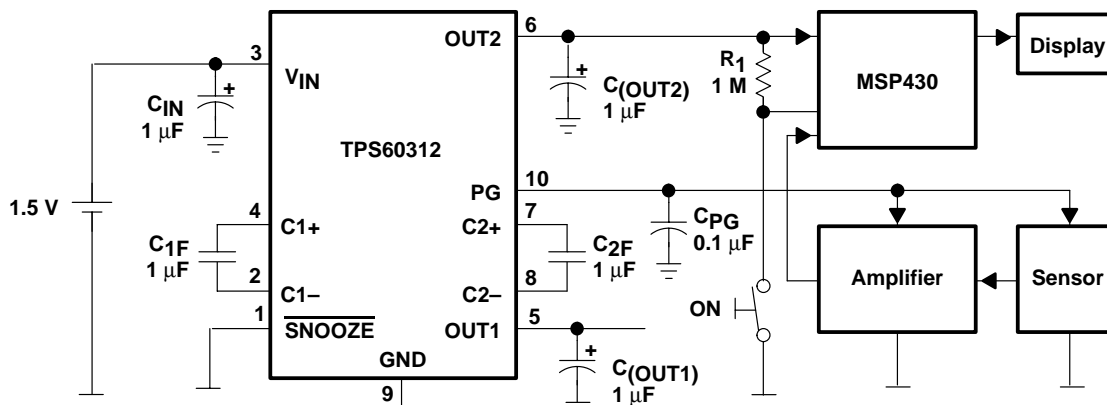 6
OUT2
3
VIN
CIN
1 μF
+
C(OUT2)
1 μF
+
R1
1 M
MSP430
Display
TPS60312
10
PG
1.5 V
4
C1+
7
C2+
C1F
1 μF
C2F
1 μF
CPG
0.1 μF
Amplifier
Sensor
2
C1–
8
C2–
1
SNOOZE
5
OUT1
ON
GND
9
+
C(OUT1)
1 μF